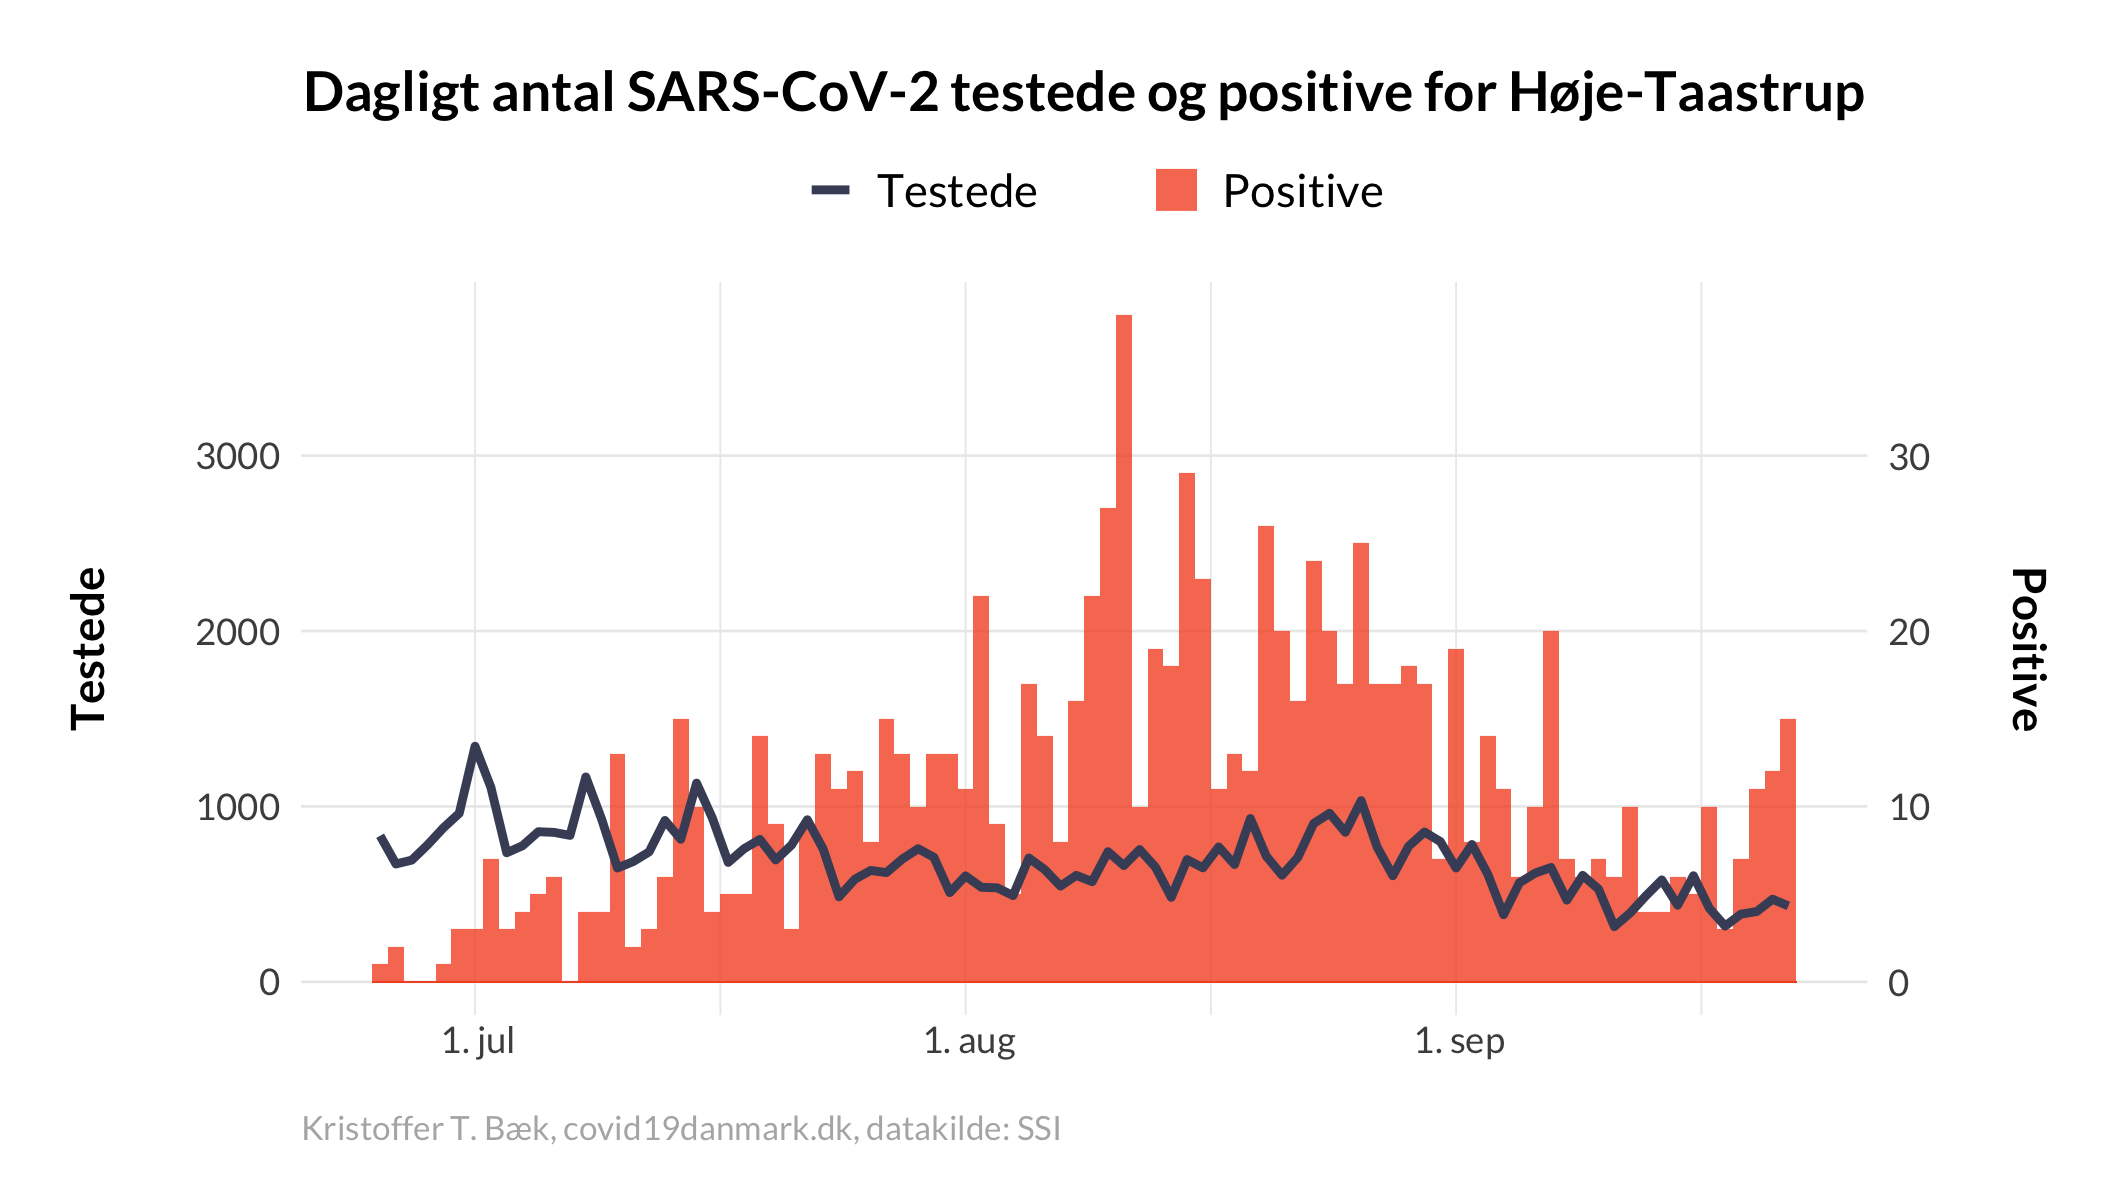 Dagligt antal SARS-CoV-2 testede og positive for Høje-Taastrup
Testede Positive
3000 30
2000 20
1000 10
0 0
Testede
Positive
1. jul 1. aug 1. sep
Kristoffer T. Bæk, covid19danmark.dk, datakilde: SSI